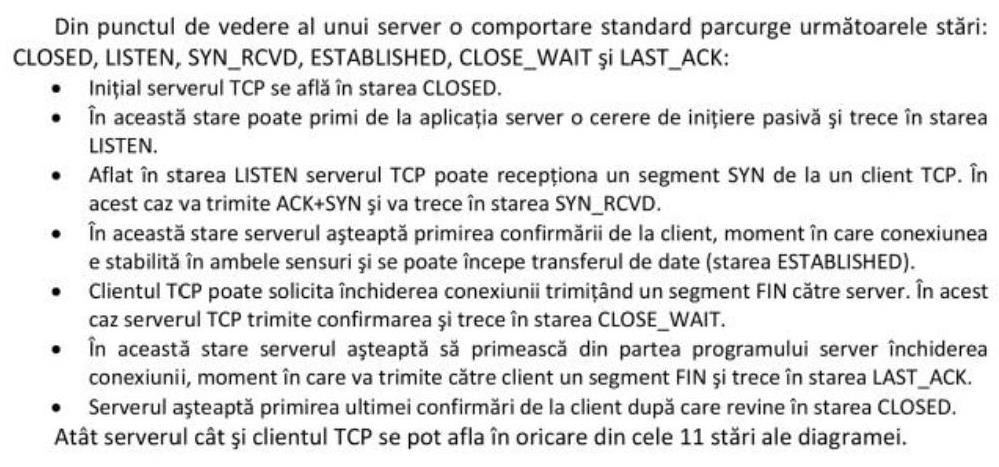 Din punctul de vedere al unui server o comportare standard parcurge următoarele stări:
CLOSED, LISTEN, SYN_RCVD, ESTABLISHED, CLOSE_WAIT şi LAST_ACK:
• Iniţial serverul TCP se află în starea CLOSED.
• În această stare poate primi de la aplicaţia server o cerere de iniţiere pasivă şi trece în starea
LISTEN.
• Aflat în starea LISTEN serverul TCP poate recepţiona un segment SYN de la un client TCP. În
acest caz va trimite ACK+SYN şi va trece în starea SYN_RCVD.
• În această stare serverul aşteaptă primirea confirmării de la client, moment în care conexiunea
e stabilită în ambele sensuri şi se poate începe transferul de date (starea ESTABLISHED).
• Clientul TCP poate solicita închiderea conexiunii trimiţând un segment FIN către server. În acest
caz serverul TCP trimite confirmarea şi trece în starea CLOSE_WAIT.
• În această stare serverul aşteaptă să primească din partea programului server închiderea
conexiunii, moment în care va trimite către client un segment FIN şi trece în starea LAST_ACK.
• Serverul aşteaptă primirea ultimei confirmări de la client după care revine în starea CLOSED.
Atât serverul cât şi clientul TCP se pot afla în oricare din cele 11 stări ale diagramei.